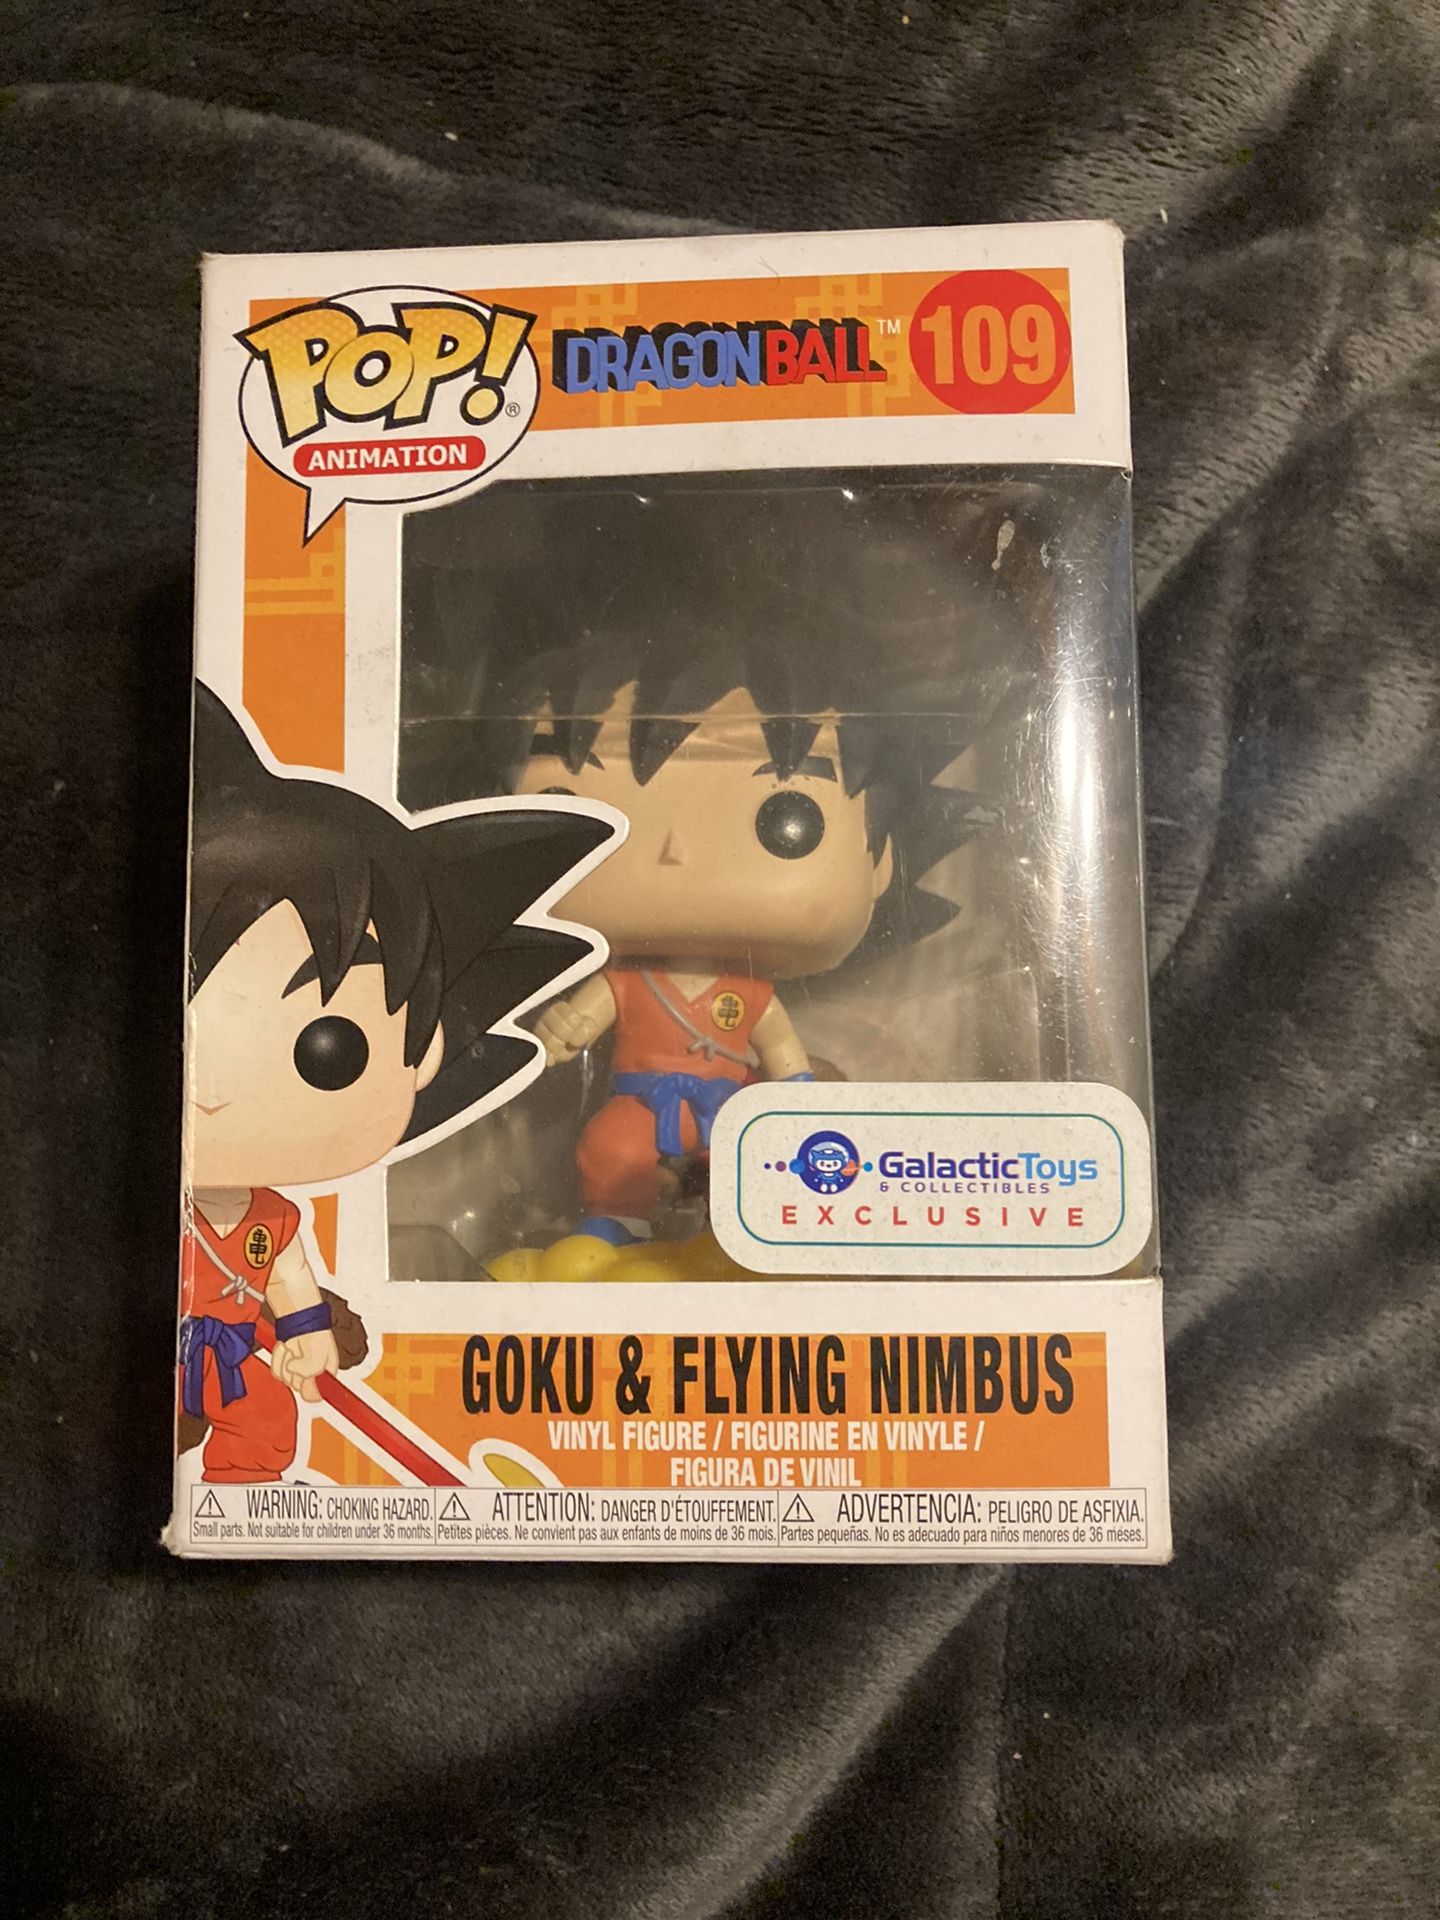 POP! ®
ANIMATION
DRAGONBALL™
109
亀
亀
GalacticToys
& COLLECTIBLES
EXCLUSIVE
GOKU & FLYING NIMBUS
VINYL FIGURE / FIGURINE EN VINYLE /
FIGURA DE VINIL
WARNING: CHOKING HAZARD.
Small parts. Not suitable for children under 36 months.
ATTENTION: DANGER D'ÉTOUFFEMENT.
Petites pièces. Ne convient pas aux enfants de moins de 36 mois.
ADVERTENCIA: PELIGRO DE ASFIXIA.
Partes pequeñas. No es adecuado para niños menores de 36 meses.